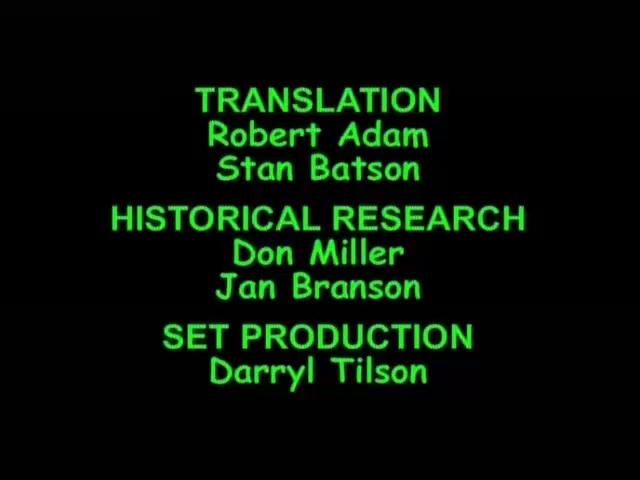 TRANSLATION
Robert Adam
Stan Batson
HISTORICAL RESEARCH
Don Miller
Jan Branson
SET PRODUCTION
Darryl Tilson